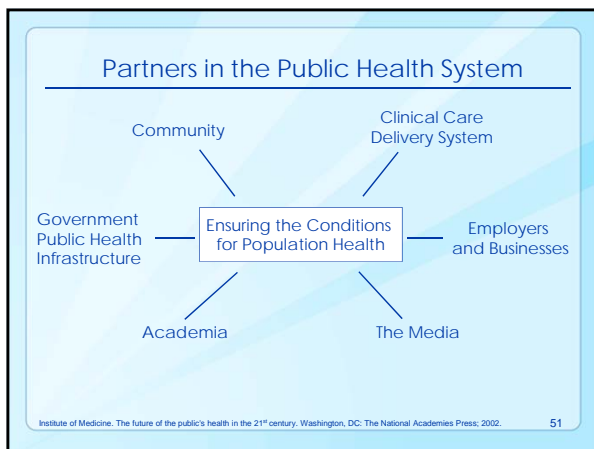 Partners in the Public Health System
Community
Clinical Care
Delivery System
Government
Public Health
Infrastructure
Ensuring the Conditions
for Population Health
Employers
and Businesses
Academia
The Media
Institute of Medicine. The future of the public's health in the 21st century. Washington, DC: The National Academies Press; 2002.
51